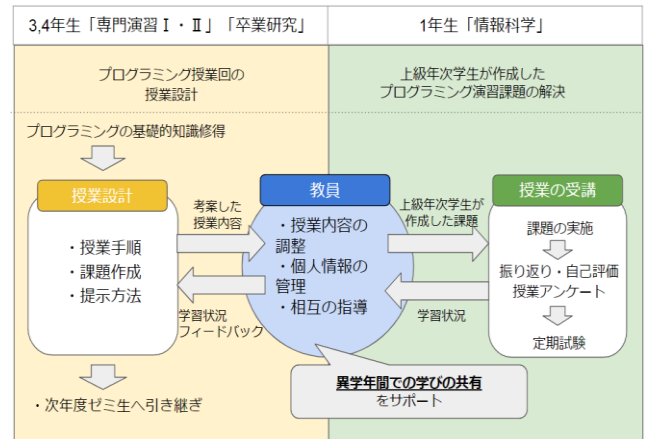 3,4年生「専門演習Ⅰ・Ⅱ」「卒業研究」
1年生「情報科学」
プログラミング授業回の
授業設計
上級年次学生が作成した
プログラミング演習課題の解決
プログラミングの基礎的知識修得
授業設計
・授業手順
・課題作成
・提示方法
・次年度ゼミ生へ引き継ぎ
考案した
授業内容
学習状況
フィードバック
教員
・授業内容の
調整
・個人情報の
管理
・相互の指導
異学年間での学びの共有
をサポート
上級年次学生が
作成した課題
学習状況
授業の受講
課題の実施
振り返り・自己評価
授業アンケート
定期試験